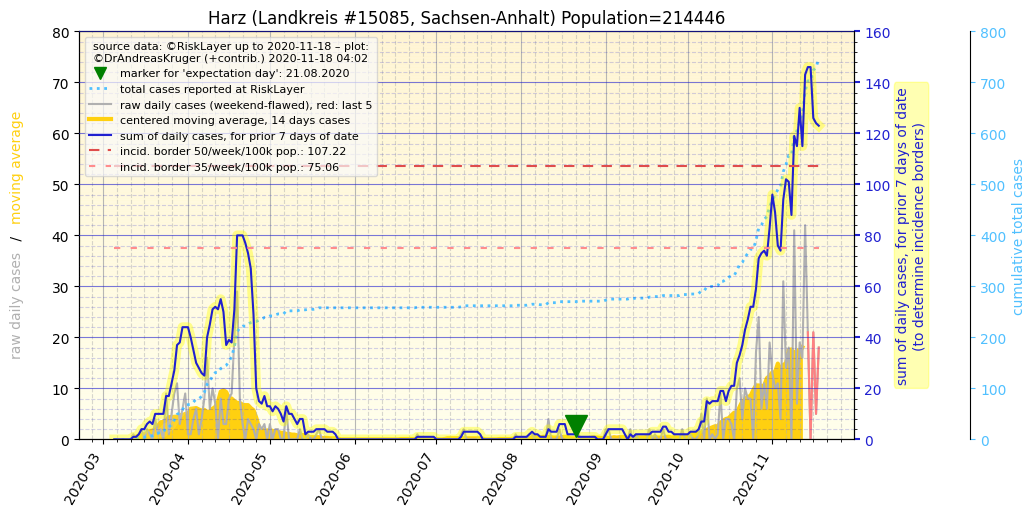 Harz (Landkreis #15085, Sachsen-Anhalt) Population=214446
source data: ©RiskLayer up to 2020-11-18 – plot:
©DrAndreasKruger (+contrib.) 2020-11-18 04:02
marker for 'expectation day': 21.08.2020
total cases reported at RiskLayer
raw daily cases (weekend-flawed), red: last 5
centered moving average, 14 days cases
sum of daily cases, for prior 7 days of date
incid. border 50/week/100k pop.: 107.22
incid. border 35/week/100k pop.: 75.06
raw daily cases / moving average
80
70
60
50
40
30
20
10
0
160
140
120
100
80
60
40
20
0
sum of daily cases, for prior 7 days of date
(to determine incidence borders)
800
700
600
500
400
300
200
100
0
cumulative total cases
2020-03
2020-04
2020-05
2020-06
2020-07
2020-08
2020-09
2020-10
2020-11